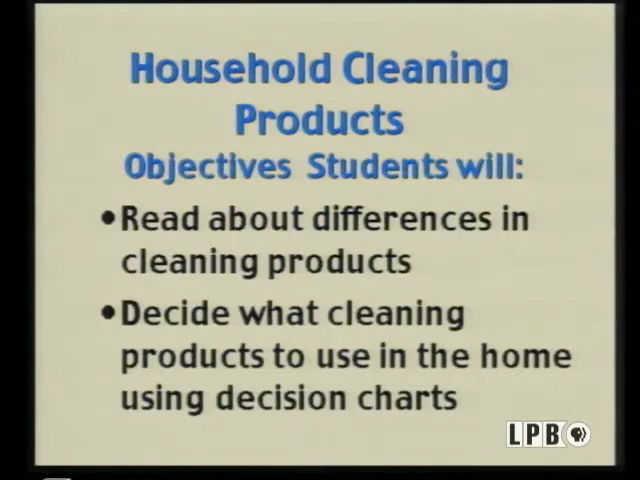 Household Cleaning
Products
Objectives Students will:
•Read about differences in
cleaning products
•Decide what cleaning
products to use in the home
using decision charts
LPB